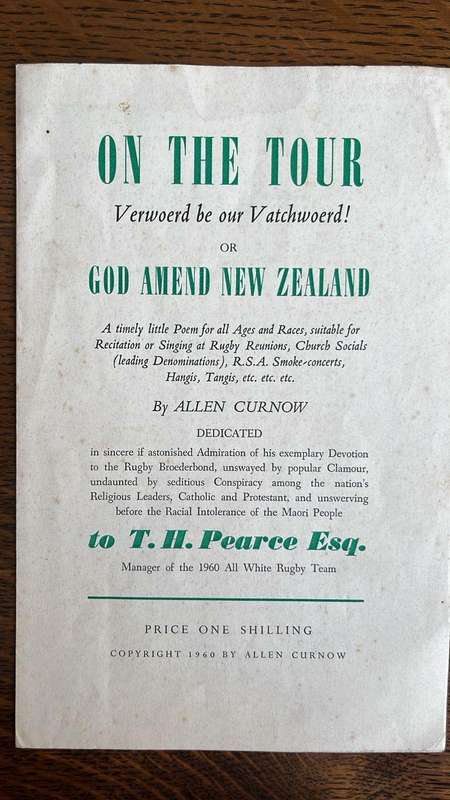 ON THE TOUR
Verwoerd be our Vatchwoerd!
OR
GOD AMEND NEW ZEALAND
A timely little Poem for all Ages and Races, suitable for
Recitation or Singing at Rugby Reunions, Church Socials
(leading Denominations), R.S.A. Smoke-concerts,
Hangis, Tangis, etc. etc. etc.
By ALLEN CURNOW
DEDICATED
in sincere if astonished Admiration of his exemplary Devotion
to the Rugby Broederbond, unswayed by popular Clamour,
undaunted by seditious Conspiracy among the nation's
Religious Leaders, Catholic and Protestant, and unswerving
before the Racial Intolerance of the Maori People
to T. H. Pearce Esq.
Manager of the 1960 All White Rugby Team
PRICE ONE SHILLING
COPYRIGHT 1960 BY ALLEN CURNOW